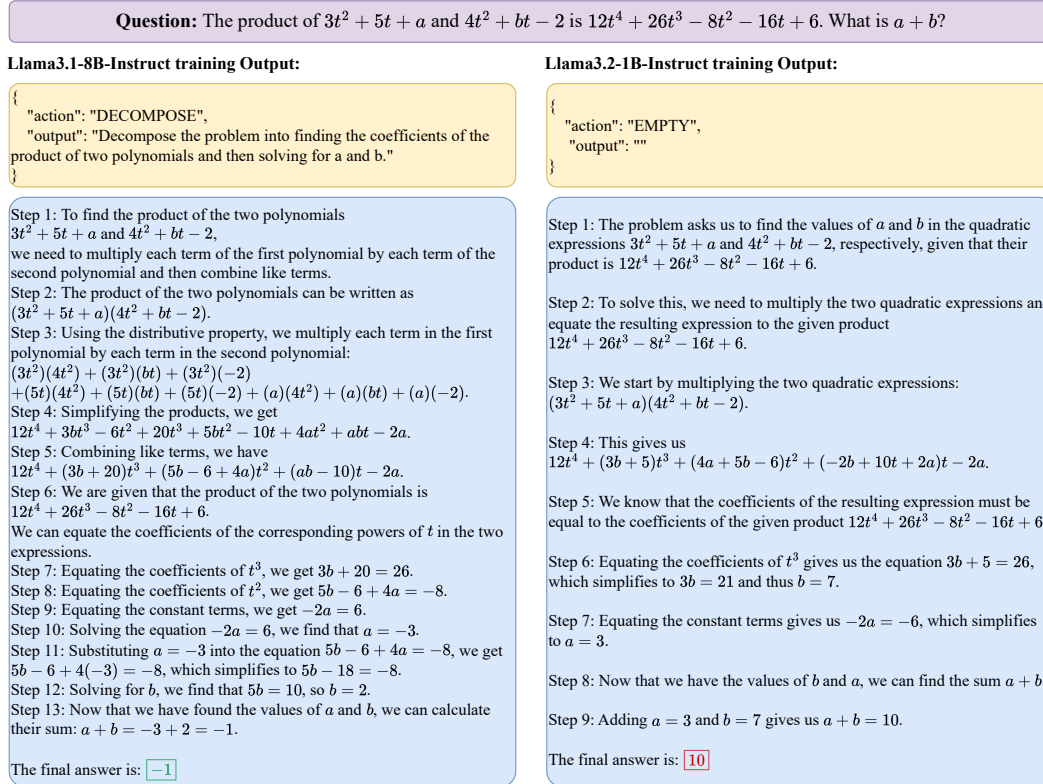 Question: The product of 3t² + 5t + a and 4t² + bt − 2 is 12t⁴ + 26t³ − 8t² − 16t + 6. What is a + b?
Llama3.1-8B-Instruct training Output:
{
"action": "DECOMPOSE",
"output": "Decompose the problem into finding the coefficients of the
product of two polynomials and then solving for a and b."
}
Step 1: To find the product of the two polynomials
3t² + 5t + a and 4t² + bt − 2,
we need to multiply each term of the first polynomial by each term of the
second polynomial and then combine like terms.
Step 2: The product of the two polynomials can be written as
(3t² + 5t + a)(4t² + bt − 2).
Step 3: Using the distributive property, we multiply each term in the first
polynomial by each term in the second polynomial:
(3t²)(4t²) + (3t²)(bt) + (3t²)(−2)
+(5t)(4t²) + (5t)(bt) + (5t)(−2) + (a)(4t²) + (a)(bt) + (a)(−2).
Step 4: Simplifying the products, we get
12t⁴ + 3bt³ − 6t² + 20t³ + 5bt² − 10t + 4at² + abt − 2a.
Step 5: Combining like terms, we have
12t⁴ + (3b + 20)t³ + (5b − 6 + 4a)t² + (ab − 10)t − 2a.
Step 6: We are given that the product of the two polynomials is
12t⁴ + 26t³ − 8t² − 16t + 6.
We can equate the coefficients of the corresponding powers of t in the two
expressions.
Step 7: Equating the coefficients of t³, we get 3b + 20 = 26.
Step 8: Equating the coefficients of t², we get 5b − 6 + 4a = −8.
Step 9: Equating the constant terms, we get −2a = 6.
Step 10: Solving the equation −2a = 6, we find that a = −3.
Step 11: Substituting a = −3 into the equation 5b − 6 + 4a = −8, we get
5b − 6 + 4(−3) = −8, which simplifies to 5b − 18 = −8.
Step 12: Solving for b, we find that 5b = 10, so b = 2.
Step 13: Now that we have found the values of a and b, we can calculate
their sum: a + b = −3 + 2 = −1.
The final answer is: −1
Llama3.2-1B-Instruct training Output:
{
"action": "EMPTY",
"output": ""
}
Step 1: The problem asks us to find the values of a and b in the quadratic
expressions 3t² + 5t + a and 4t² + bt − 2, respectively, given that their
product is 12t⁴ + 26t³ − 8t² − 16t + 6.
Step 2: To solve this, we need to multiply the two quadratic expressions an
equate the resulting expression to the given product
12t⁴ + 26t³ − 8t² − 16t + 6.
Step 3: We start by multiplying the two quadratic expressions:
(3t² + 5t + a)(4t² + bt − 2).
Step 4: This gives us
12t⁴ + (3b + 5)t³ + (4a + 5b − 6)t² + (−2b + 10t + 2a)t − 2a.
Step 5: We know that the coefficients of the resulting expression must be
equal to the coefficients of the given product 12t⁴ + 26t³ − 8t² − 16t + 6
Step 6: Equating the coefficients of t³ gives us the equation 3b + 5 = 26,
which simplifies to 3b = 21 and thus b = 7.
Step 7: Equating the constant terms gives us −2a = −6, which simplifies
to a = 3.
Step 8: Now that we have the values of b and a, we can find the sum a + b
Step 9: Adding a = 3 and b = 7 gives us a + b = 10.
The final answer is: 10